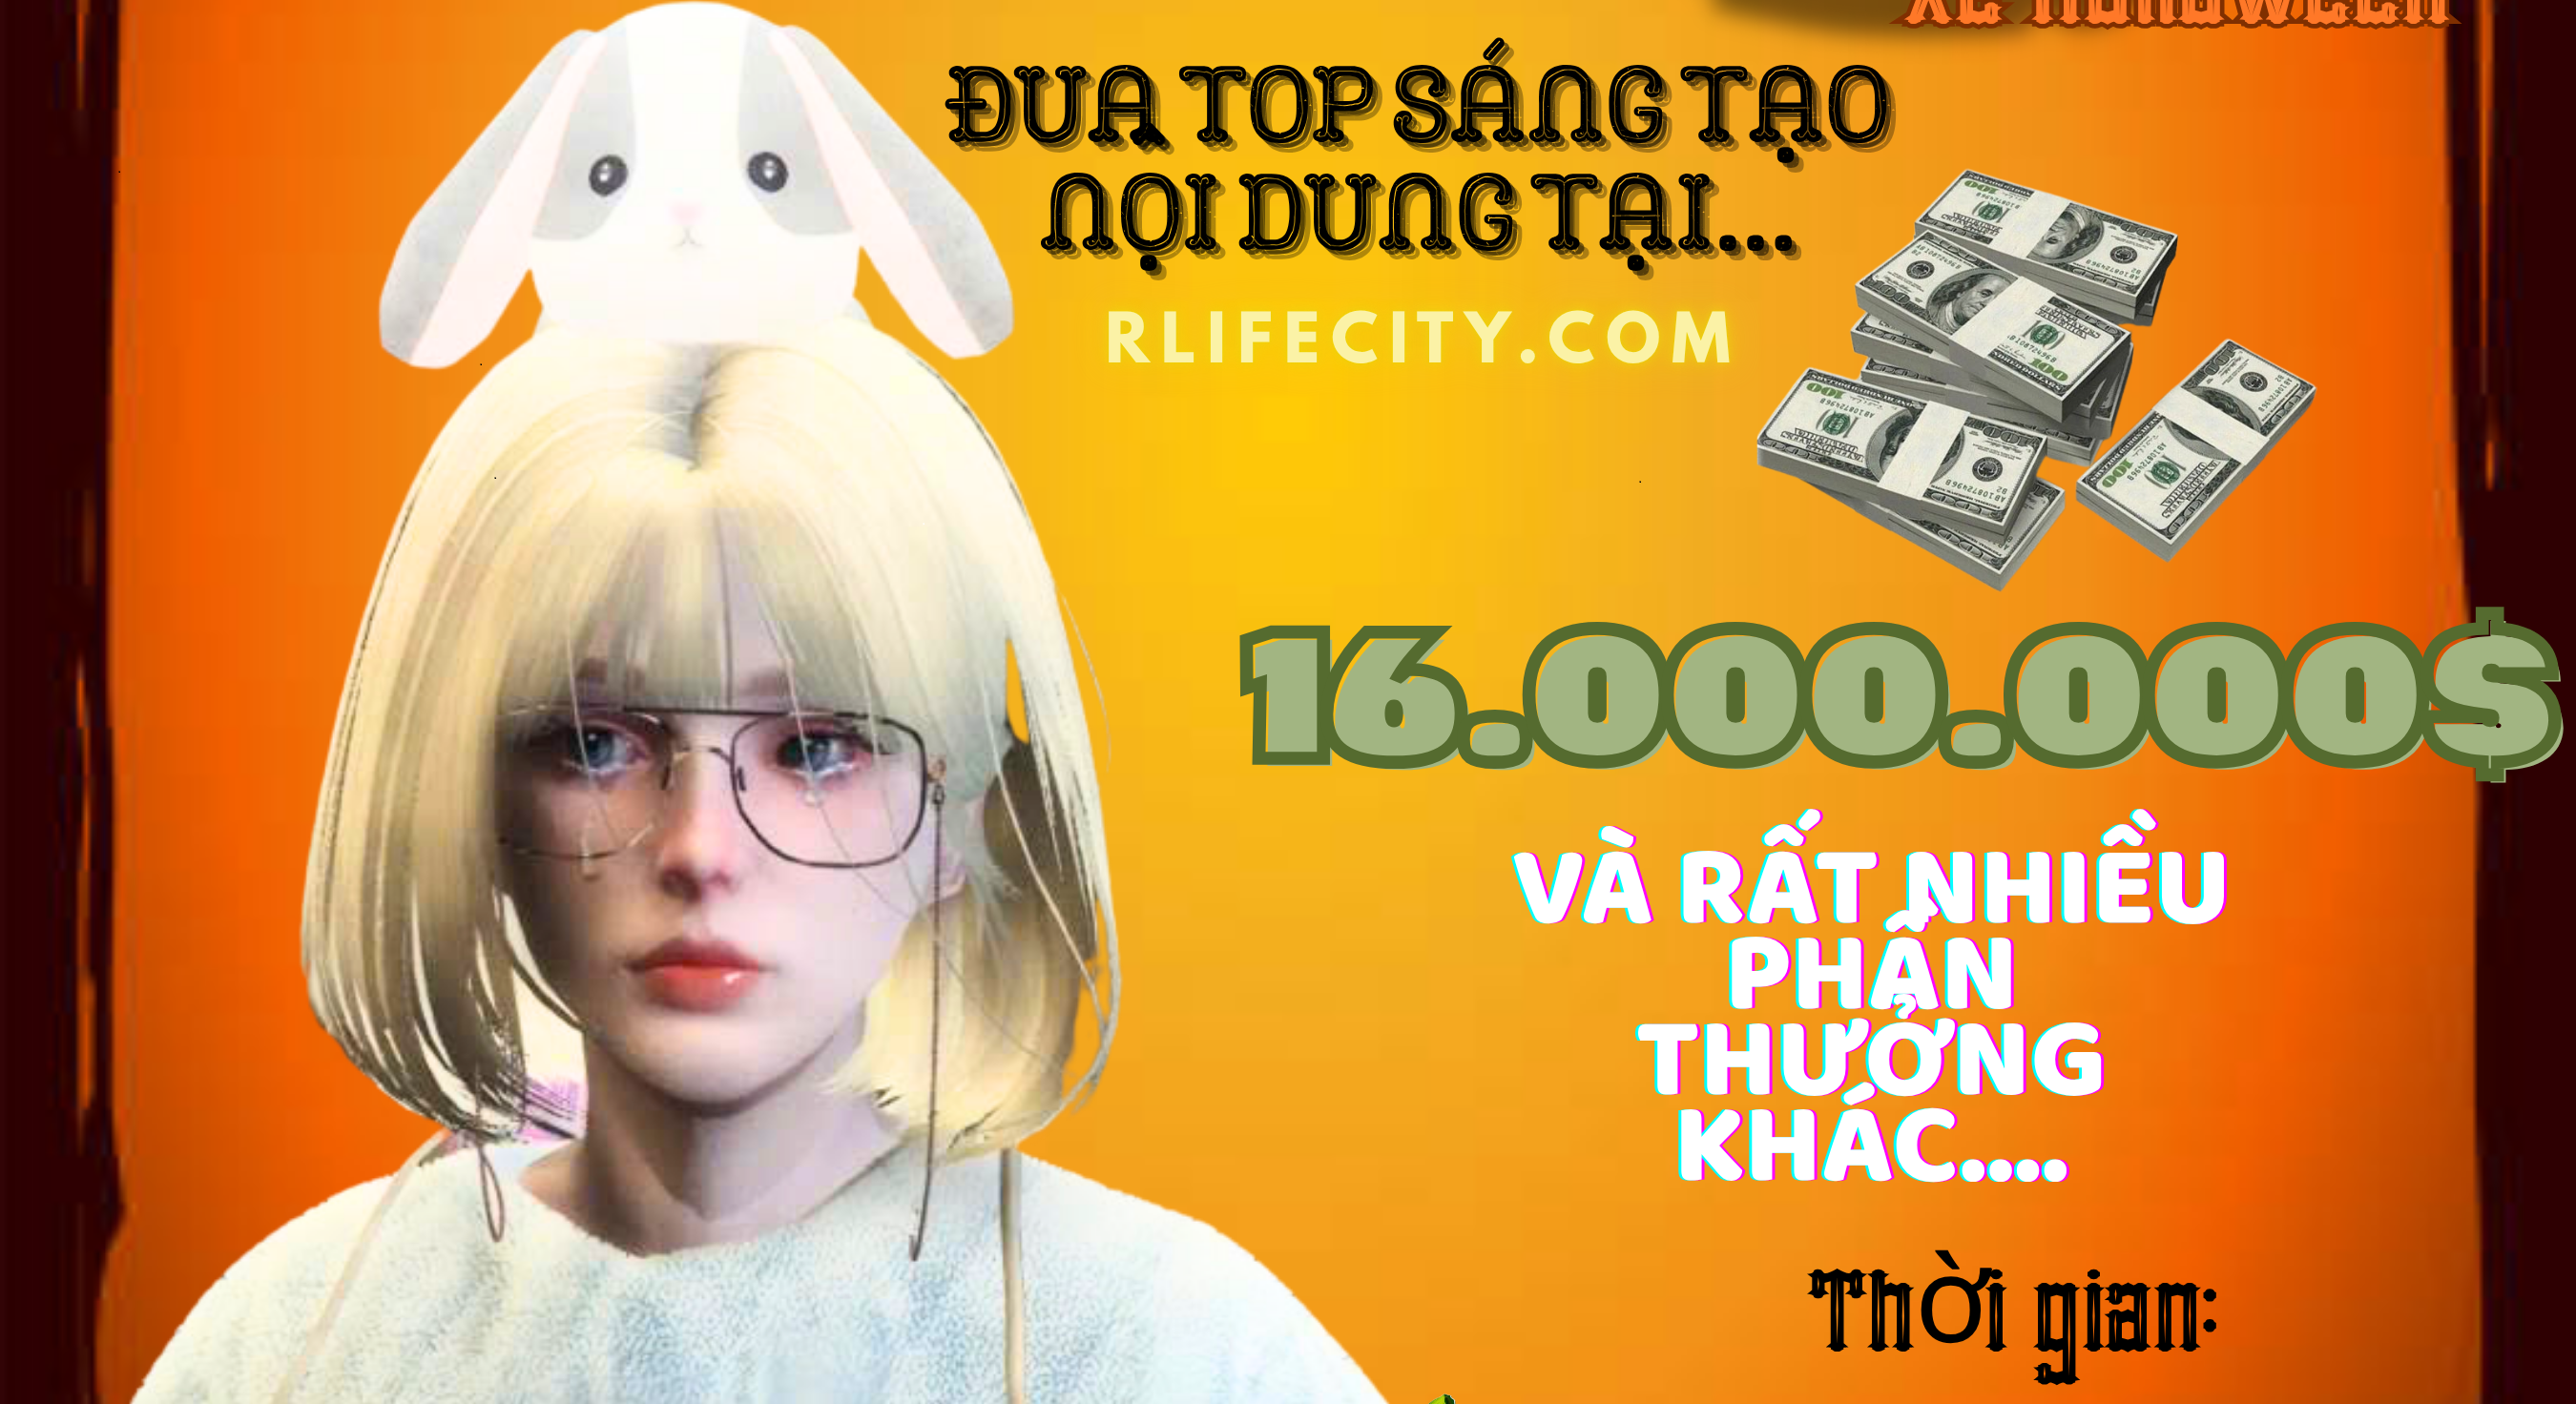 ĐUA TOP SÁNG TẠO
NỘI DUNG TẠI...
RLIFECITY.COM
16.000.000$
VÀ RẤT NHIỀU
PHẦN
THƯỞNG
KHÁC....
Thời gian: